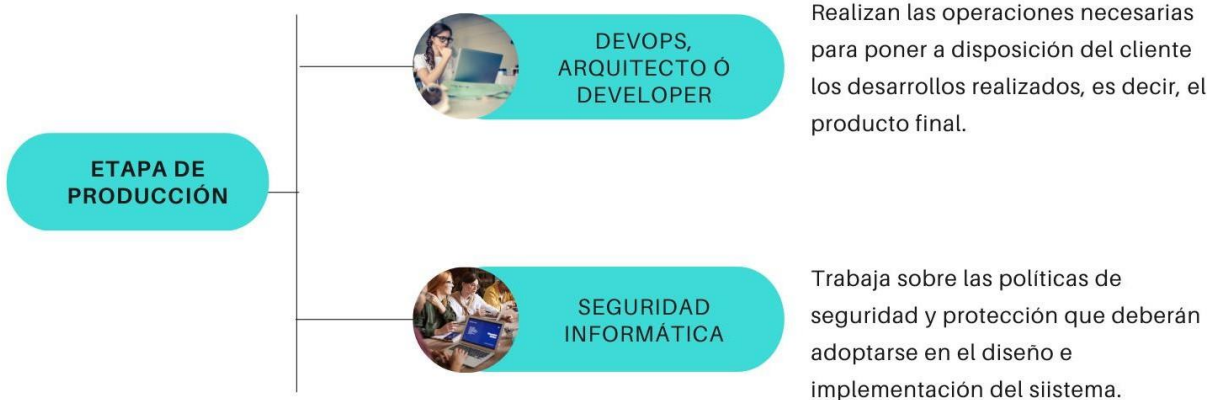 ETAPA DE
PRODUCCIÓN
DEVOPS,
ARQUITECTO Ó
DEVELOPER
Realizan las operaciones necesarias
para poner a disposición del cliente
los desarrollos realizados, es decir, el
producto final.
SEGURIDAD
INFORMÁTICA
Trabaja sobre las políticas de
seguridad y protección que deberán
adoptarse en el diseño e
implementación del siistema.